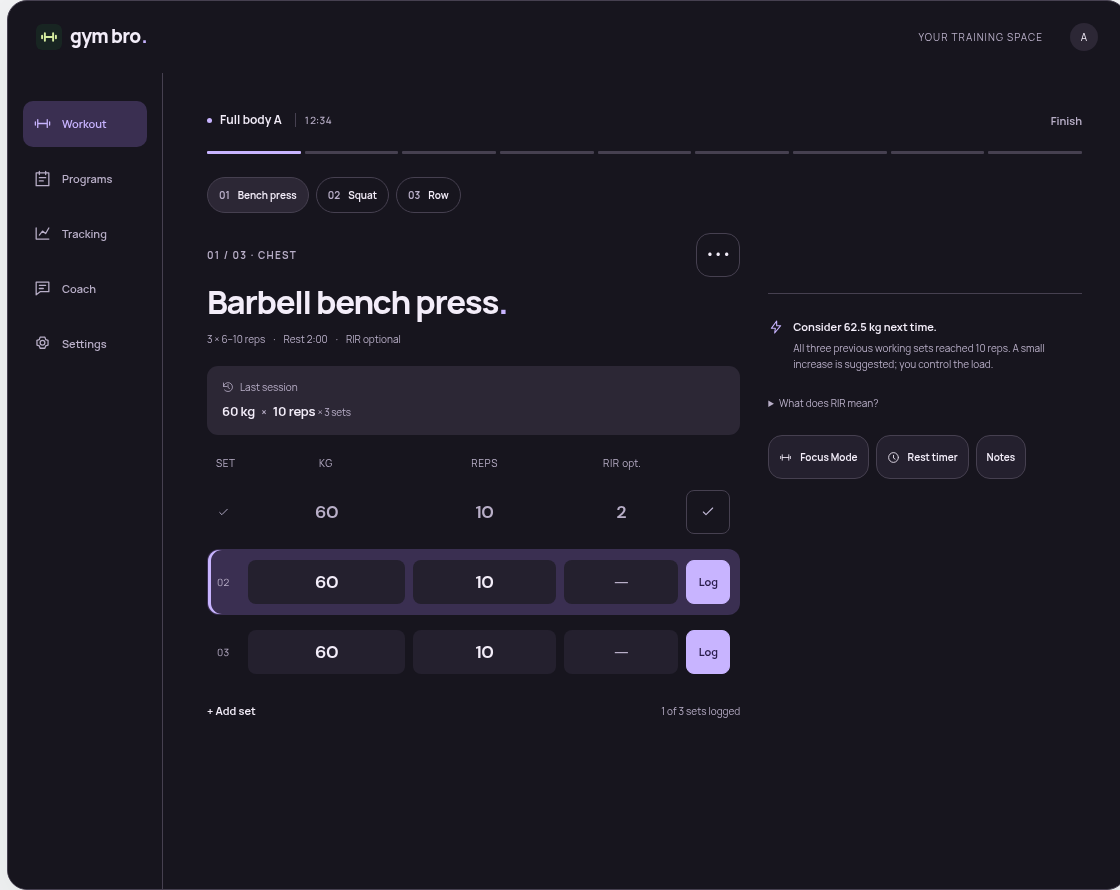 gym bro.
YOUR TRAINING SPACE
A
Workout
Programs
Tracking
Coach
Settings
Full body A
12:34
Finish
01 Bench press
02 Squat
03 Row
01 / 03 · CHEST
Barbell bench press.
3 × 6–10 reps · Rest 2:00 · RIR optional
Last session
60 kg × 10 reps × 3 sets
SET KG REPS RIR opt.
60 10 2
02 60 10 — Log
03 60 10 — Log
+ Add set
1 of 3 sets logged
Consider 62.5 kg next time.
All three previous working sets reached 10 reps. A small
increase is suggested; you control the load.
What does RIR mean?
Focus Mode
Rest timer
Notes